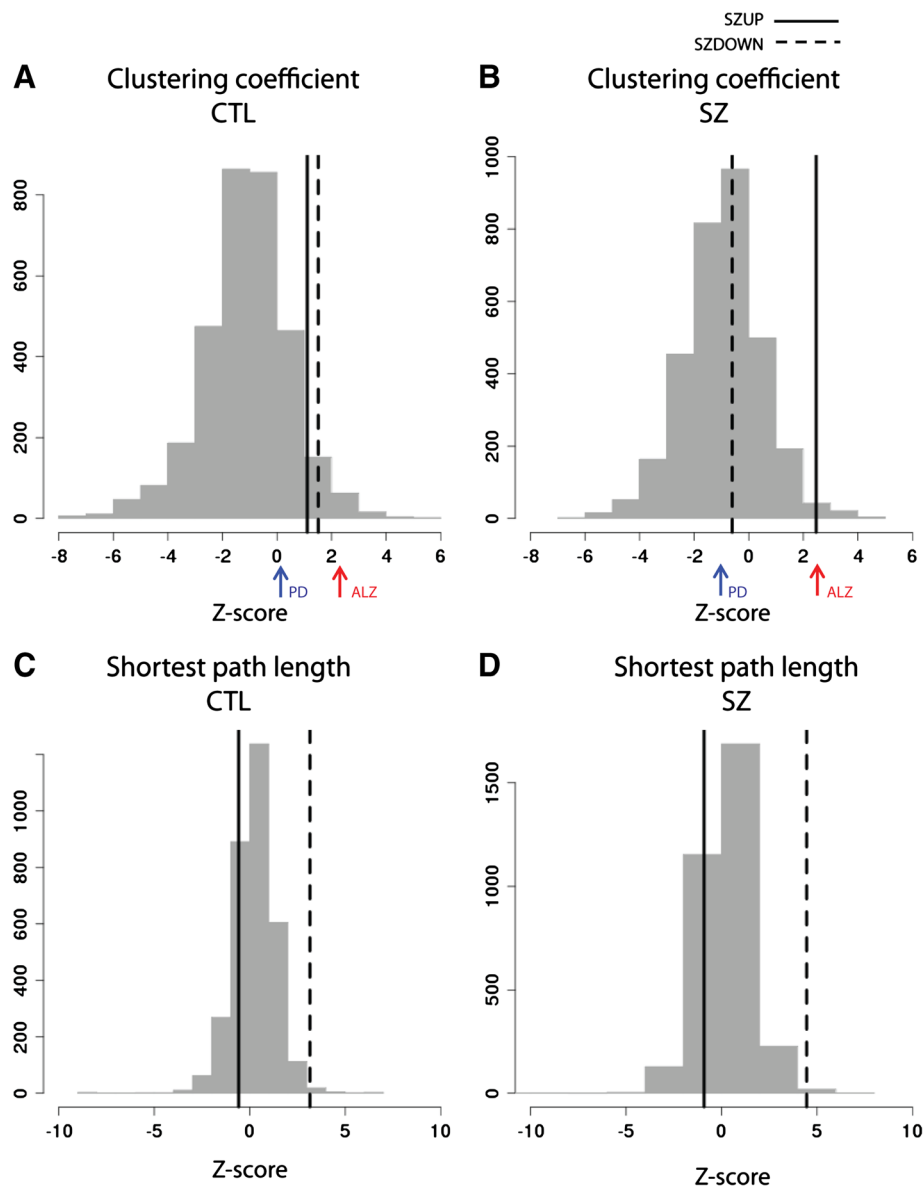 SZUP
SZDOWN
A
Clustering coefficient
CTL
B
Clustering coefficient
SZ
0 200 400 600 800
-8 -6 -4 -2 0 2 4 6
PD
ALZ
Z-score
0 200 400 600 800 1000
-8 -6 -4 -2 0 2 4 6
PD
ALZ
Z-score
C
Shortest path length
CTL
D
Shortest path length
SZ
0 200 400 600 800 1000
-10 -5 0 5 10
Z-score
0 500 1000 1500
-10 -5 0 5 10
Z-score